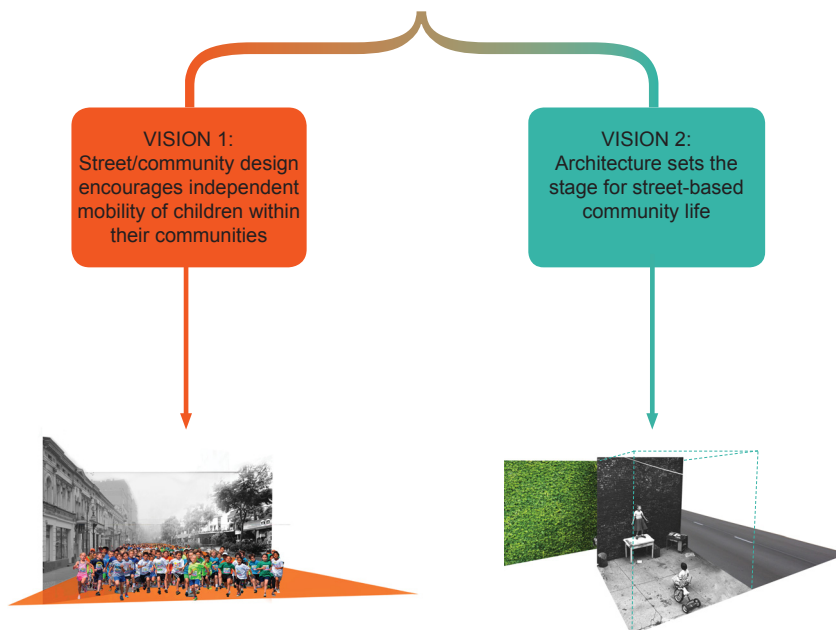 VISION 1:
Street/community design
encourages independent
mobility of children within
their communities
VISION 2:
Architecture sets the
stage for street-based
community life